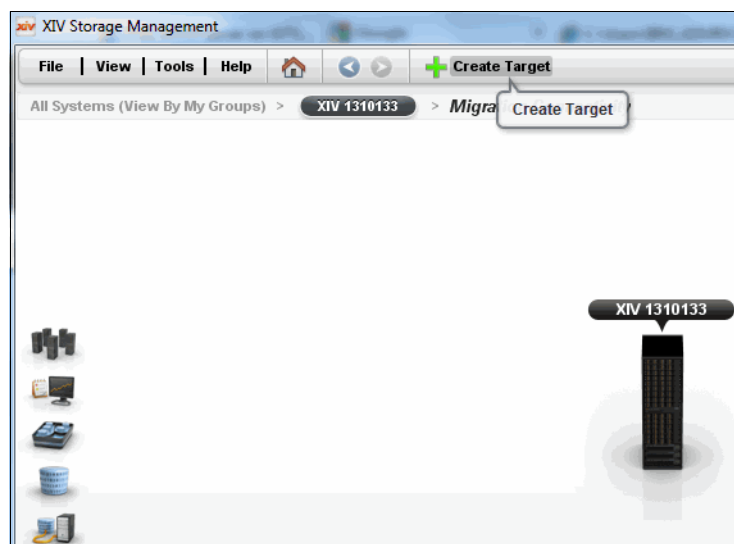 XIV XIV Storage Management
File View Tools Help Create Target
All Systems (View By My Groups) > XIV 1310133 > Migra
Create Target
XIV 1310133